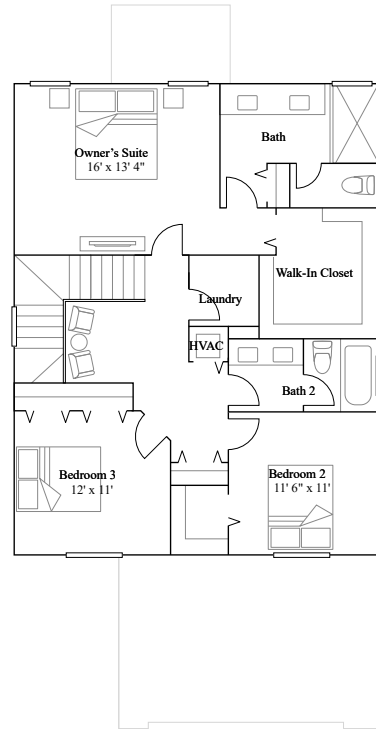 Bath
Owner's Suite
16' x 13' 4"
Walk-In Closet
Laundry
HVAC
Bath 2
Bedroom 3
12' x 11'
Bedroom 2
11' 6" x 11'